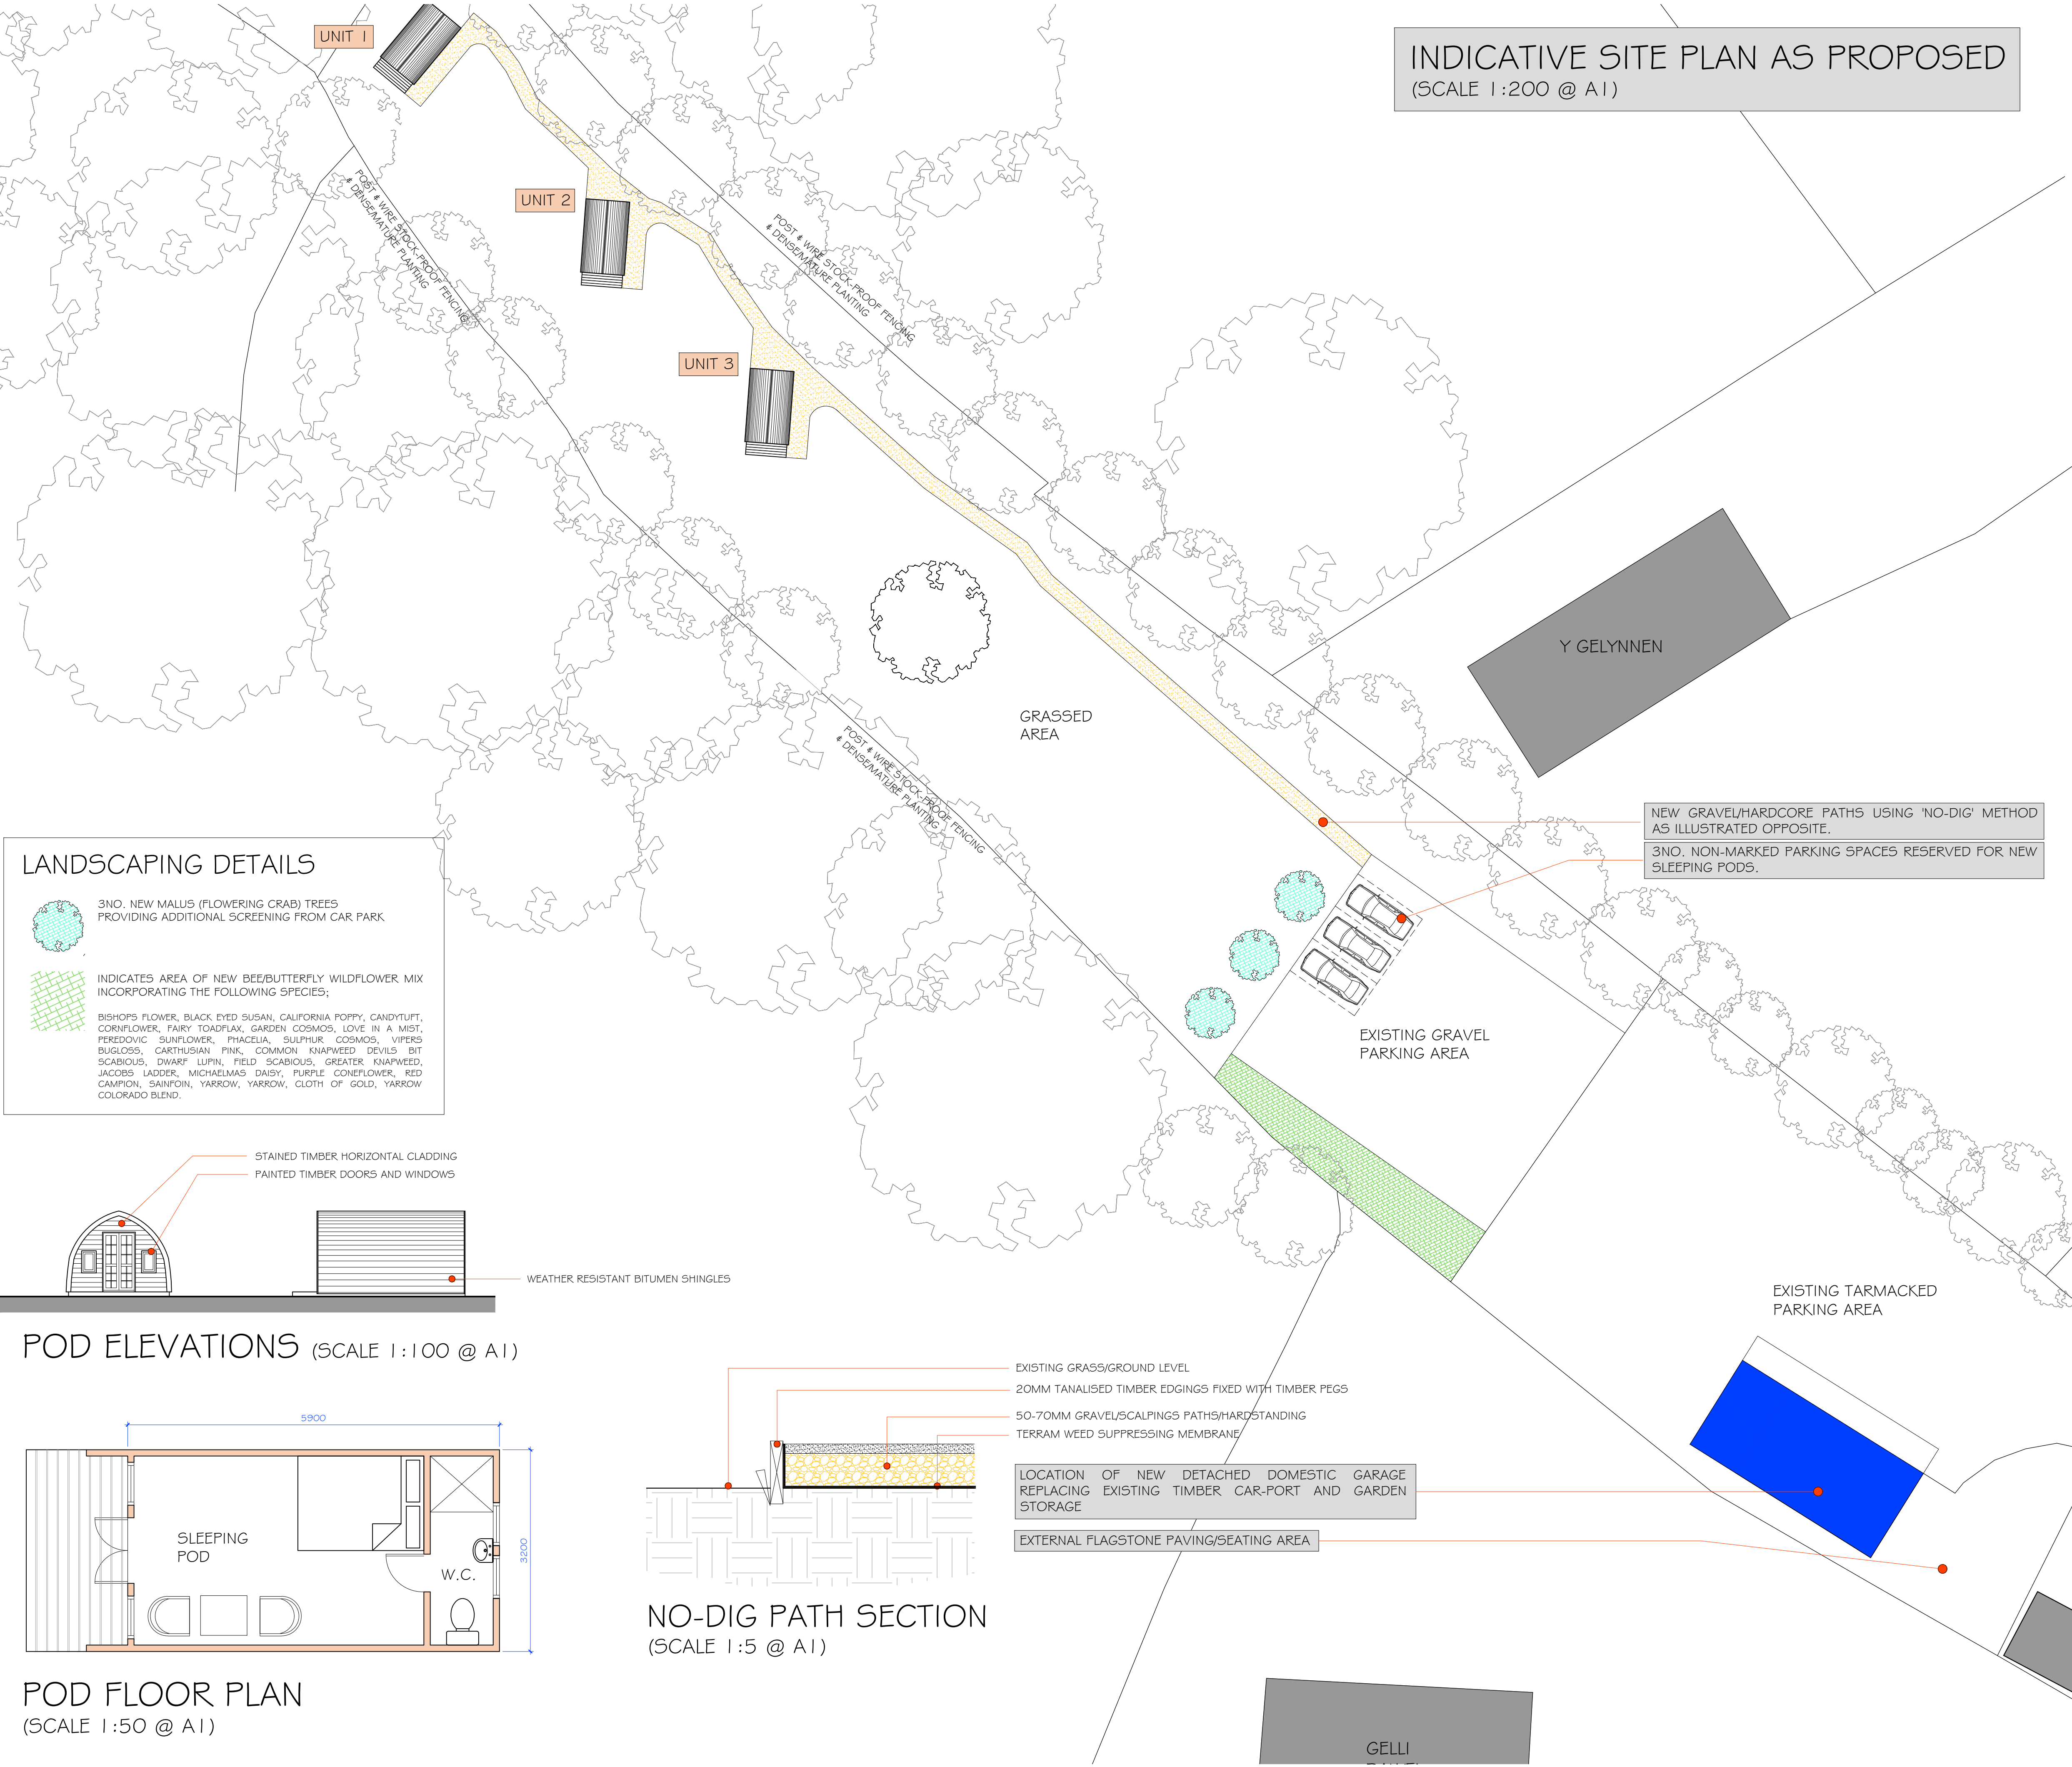 INDICATIVE SITE PLAN AS PROPOSED
(SCALE 1:200 @ A1)
UNIT 1
UNIT 2
UNIT 3
POST & WIRE STOCK-PROOF FENCING
& DENSE/MATURE PLANTING
POST & WIRE STOCK-PROOF FENCING
& DENSE/MATURE PLANTING
Y GELYNNEN
GRASSED
AREA
POST & WIRE STOCK-PROOF FENCING
& DENSE/MATURE PLANTING
NEW GRAVEL/HARDCORE PATHS USING 'NO-DIG' METHOD
AS ILLUSTRATED OPPOSITE.
3NO. NON-MARKED PARKING SPACES RESERVED FOR NEW
SLEEPING PODS.
EXISTING GRAVEL
PARKING AREA
EXISTING TARMACKED
PARKING AREA
LANDSCAPING DETAILS
3NO. NEW MALUS (FLOWERING CRAB) TREES
PROVIDING ADDITIONAL SCREENING FROM CAR PARK
INDICATES AREA OF NEW BEE/BUTTERFLY WILDFLOWER MIX
INCORPORATING THE FOLLOWING SPECIES;
BISHOPS FLOWER, BLACK EYED SUSAN, CALIFORNIA POPPY, CANDYTUFT,
CORNFLOWER, FAIRY TOADFLAX, GARDEN COSMOS, LOVE IN A MIST,
PEREDOVIC SUNFLOWER, PHACELIA, SULPHUR COSMOS, VIPERS
BUGLOSS, CARTHUSIAN PINK, COMMON KNAPWEED DEVILS BIT
SCABIOUS, DWARF LUPIN, FIELD SCABIOUS, GREATER KNAPWEED,
JACOBS LADDER, MICHAELMAS DAISY, PURPLE CONEFLOWER, RED
CAMPION, SAINFOIN, YARROW, YARROW, CLOTH OF GOLD, YARROW
COLORADO BLEND.
STAINED TIMBER HORIZONTAL CLADDING
PAINTED TIMBER DOORS AND WINDOWS
WEATHER RESISTANT BITUMEN SHINGLES
POD ELEVATIONS (SCALE 1:100 @ A1)
5900
3200
SLEEPING
POD
W.C.
POD FLOOR PLAN
(SCALE 1:50 @ A1)
EXISTING GRASS/GROUND LEVEL
20MM TANALISED TIMBER EDGINGS FIXED WITH TIMBER PEGS
50-70MM GRAVEL/SCALPINGS PATHS/HARDSTANDING
TERRAM WEED SUPPRESSING MEMBRANE
LOCATION OF NEW DETACHED DOMESTIC GARAGE
REPLACING EXISTING TIMBER CAR-PORT AND GARDEN
STORAGE
EXTERNAL FLAGSTONE PAVING/SEATING AREA
NO-DIG PATH SECTION
(SCALE 1:5 @ A1)
GELLI